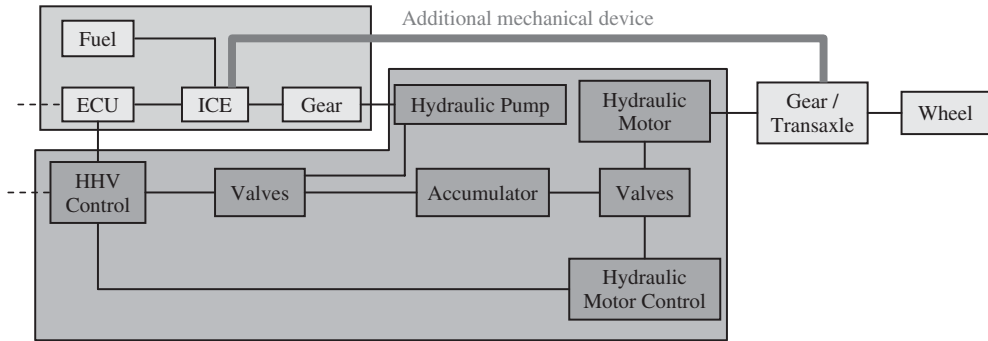 Additional mechanical device
Fuel
ECU
ICE
Gear
Hydraulic Pump
Hydraulic
Motor
Gear /
Transaxle
Wheel
HHV
Control
Valves
Accumulator
Valves
Hydraulic
Motor Control